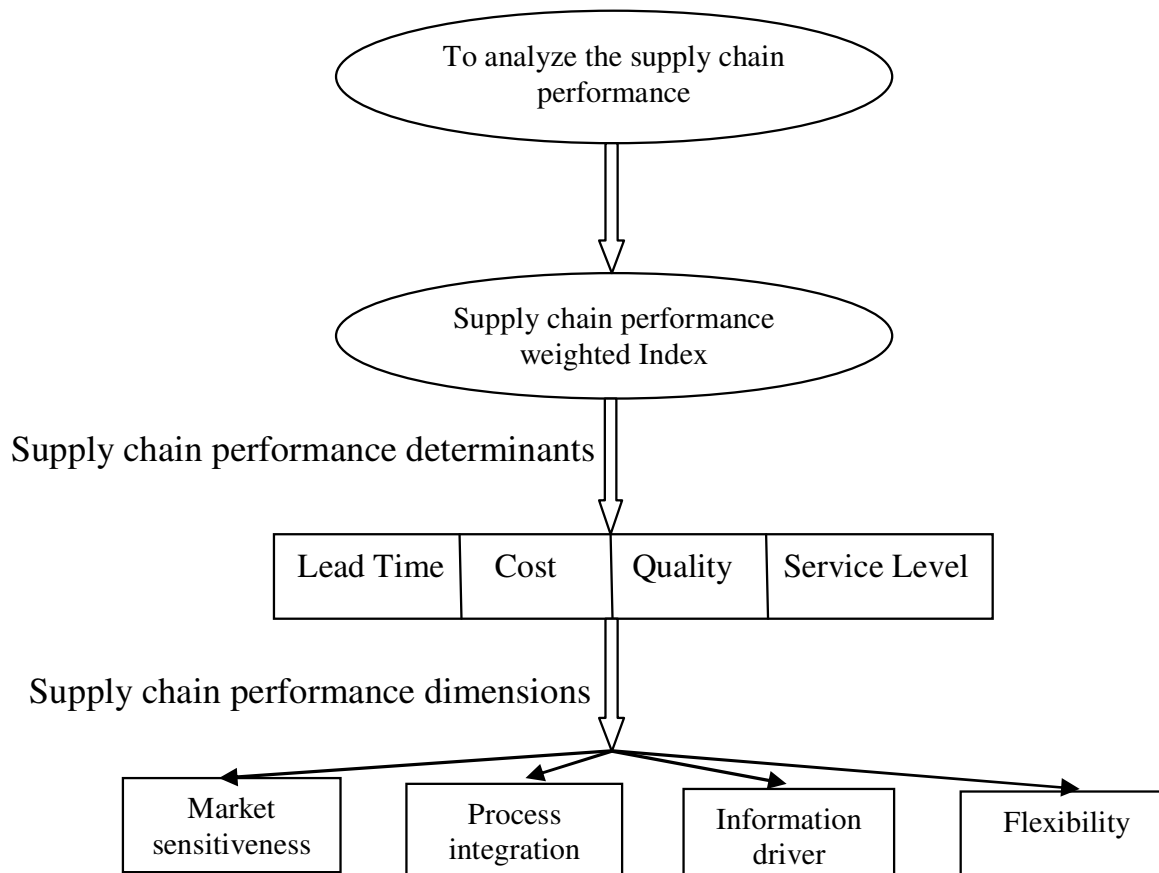 To analyze the supply chain
performance
Supply chain performance
weighted Index
Supply chain performance determinants
Lead Time Cost Quality Service Level
Supply chain performance dimensions
Market
sensitiveness
Process
integration
Information
driver
Flexibility